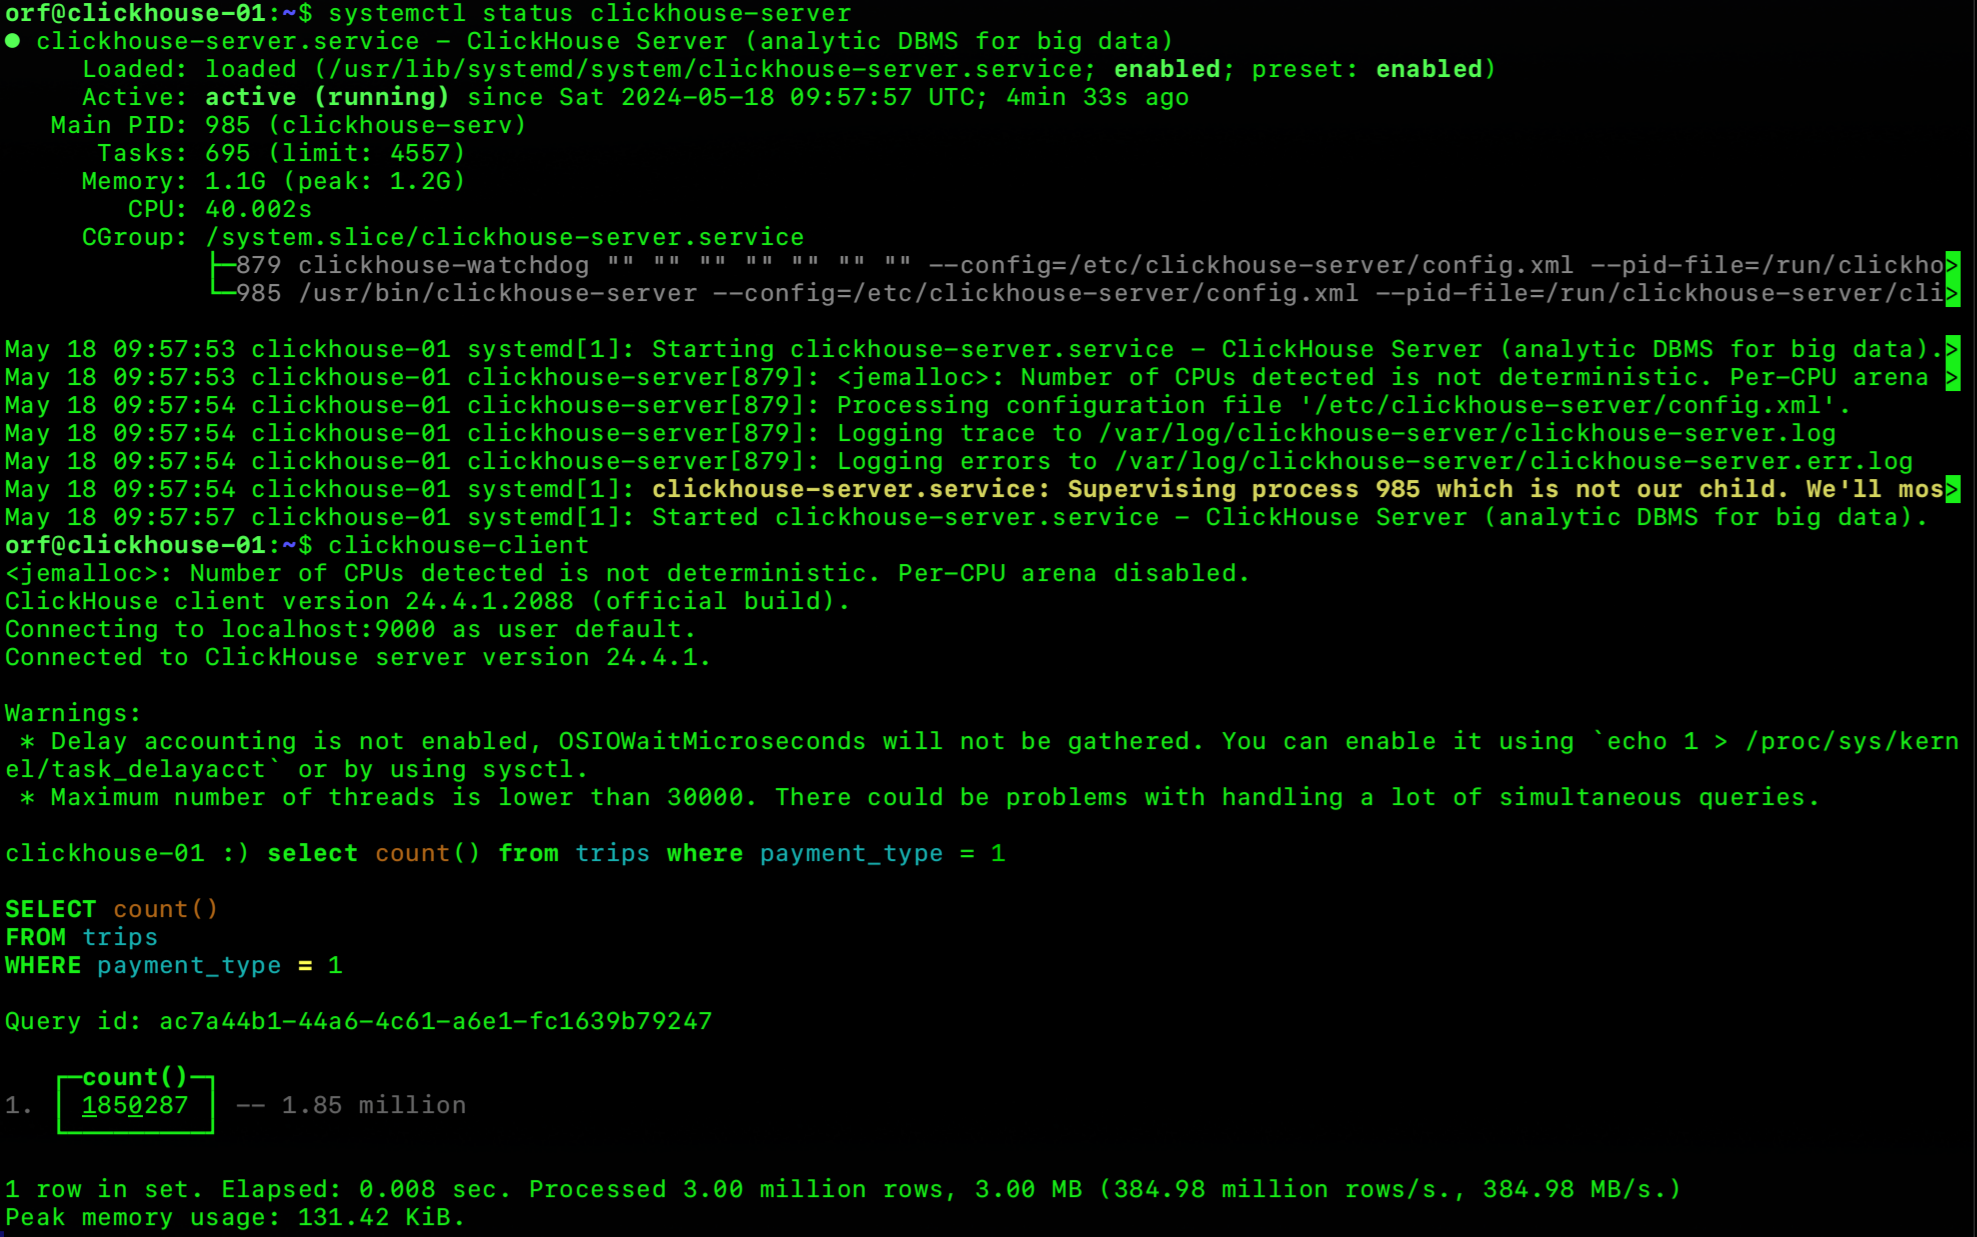 orf@clickhouse-01:~$ systemctl status clickhouse-server
● clickhouse-server.service - ClickHouse Server (analytic DBMS for big data)
     Loaded: loaded (/usr/lib/systemd/system/clickhouse-server.service; enabled; preset: enabled)
     Active: active (running) since Sat 2024-05-18 09:57:57 UTC; 4min 33s ago
   Main PID: 985 (clickhouse-serv)
      Tasks: 695 (limit: 4557)
     Memory: 1.1G (peak: 1.2G)
        CPU: 40.002s
     CGroup: /system.slice/clickhouse-server.service
             ├─879 clickhouse-watchdog "" "" "" "" "" "" "" --config=/etc/clickhouse-server/config.xml --pid-file=/run/clickho>
             └─985 /usr/bin/clickhouse-server --config=/etc/clickhouse-server/config.xml --pid-file=/run/clickhouse-server/cli>

May 18 09:57:53 clickhouse-01 systemd[1]: Starting clickhouse-server.service - ClickHouse Server (analytic DBMS for big data).>
May 18 09:57:53 clickhouse-01 clickhouse-server[879]: <jemalloc>: Number of CPUs detected is not deterministic. Per-CPU arena >
May 18 09:57:54 clickhouse-01 clickhouse-server[879]: Processing configuration file '/etc/clickhouse-server/config.xml'.
May 18 09:57:54 clickhouse-01 clickhouse-server[879]: Logging trace to /var/log/clickhouse-server/clickhouse-server.log
May 18 09:57:54 clickhouse-01 clickhouse-server[879]: Logging errors to /var/log/clickhouse-server/clickhouse-server.err.log
May 18 09:57:54 clickhouse-01 systemd[1]: clickhouse-server.service: Supervising process 985 which is not our child. We'll mos>
May 18 09:57:57 clickhouse-01 systemd[1]: Started clickhouse-server.service - ClickHouse Server (analytic DBMS for big data).
orf@clickhouse-01:~$ clickhouse-client
<jemalloc>: Number of CPUs detected is not deterministic. Per-CPU arena disabled.
ClickHouse client version 24.4.1.2088 (official build).
Connecting to localhost:9000 as user default.
Connected to ClickHouse server version 24.4.1.

Warnings:
 * Delay accounting is not enabled, OSIOWaitMicroseconds will not be gathered. You can enable it using `echo 1 > /proc/sys/kern
el/task_delayacct` or by using sysctl.
 * Maximum number of threads is lower than 30000. There could be problems with handling a lot of simultaneous queries.

clickhouse-01 :) select count() from trips where payment_type = 1

SELECT count()
FROM trips
WHERE payment_type = 1

Query id: ac7a44b1-44a6-4c61-a6e1-fc1639b79247

   ┌─count()─┐
1. │ 1850287 │ -- 1.85 million
   └─────────┘

1 row in set. Elapsed: 0.008 sec. Processed 3.00 million rows, 3.00 MB (384.98 million rows/s., 384.98 MB/s.)
Peak memory usage: 131.42 KiB.